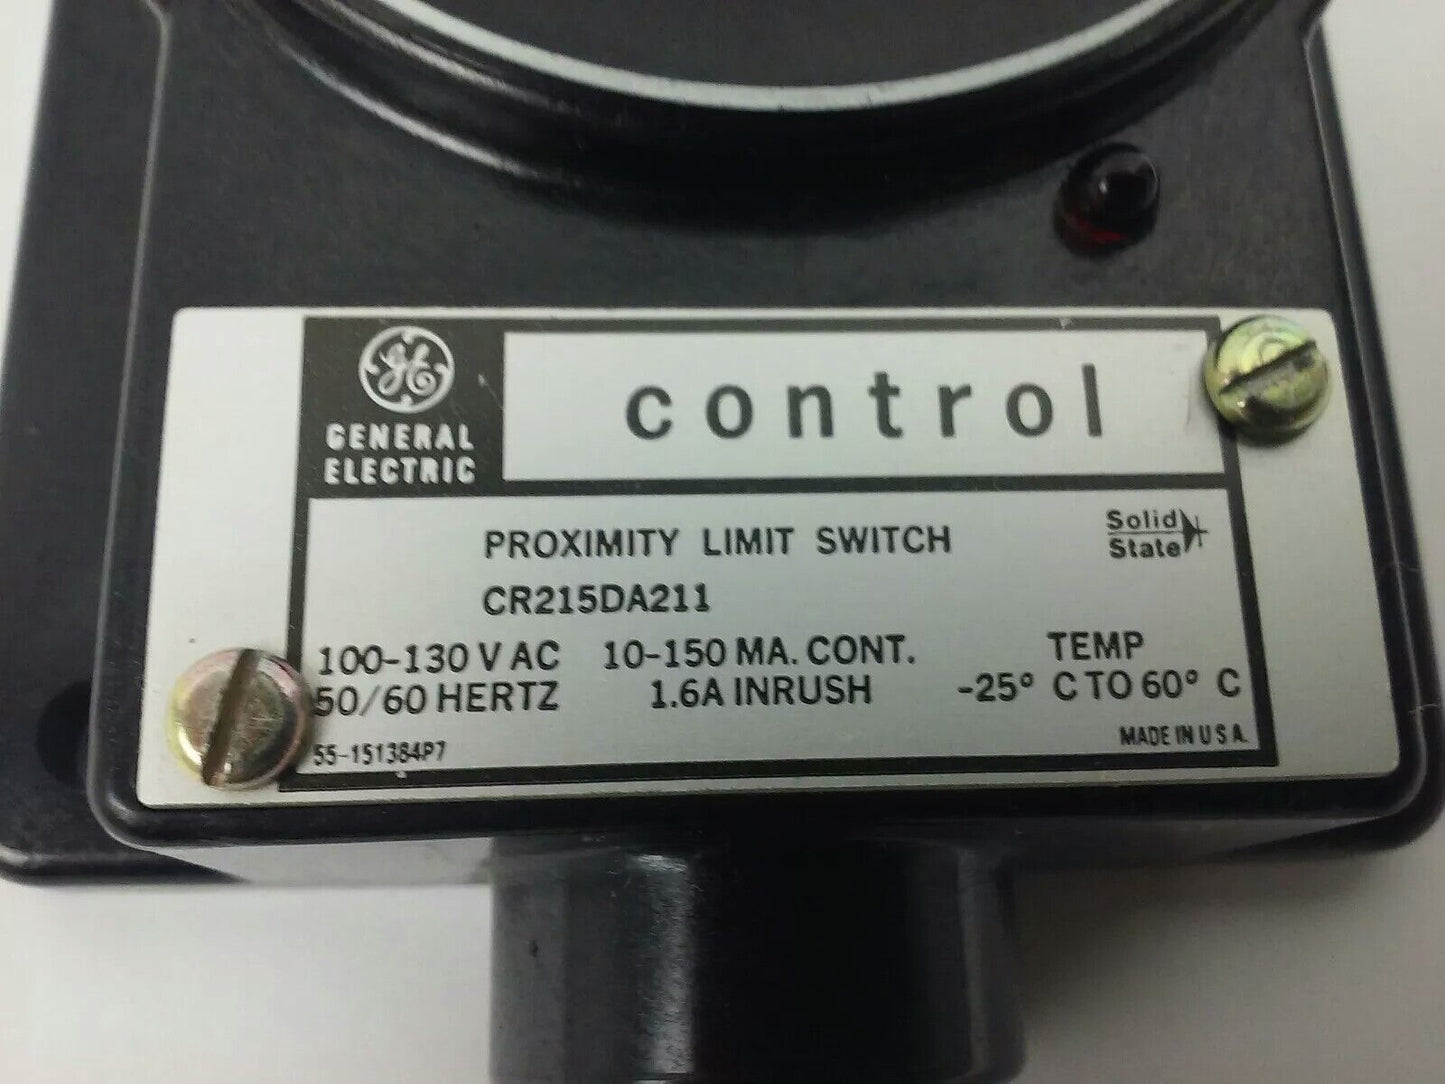 GENERAL
ELECTRIC
control
PROXIMITY LIMIT SWITCH
Solid
State
CR215DA211
100-130 V AC 10-150 MA. CONT. TEMP
50/60 HERTZ 1.6A INRUSH -25° C TO 60° C
55-151384P7 MADE IN U S A.